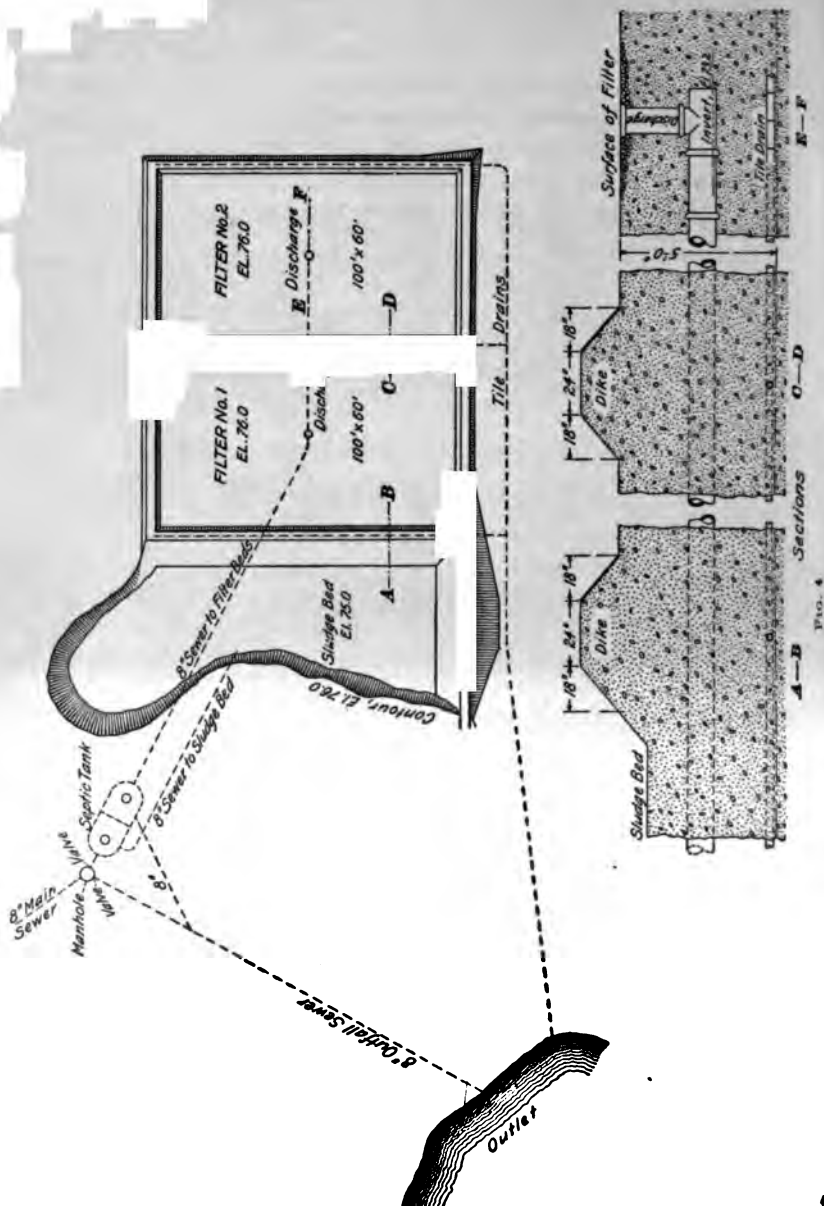 8" Main
Sewer
Manhole
Valve
Valve
Septic Tank
8"
8" Sewer to Filter Beds
8" Sewer to Sludge Bed
8" Outfall Sewer
Outlet
Contour, El. 76.0
Sludge Bed
El. 75.0
FILTER No.1
EL.76.0
100'x 60'
FILTER No.2
EL.76.0
E Discharge F
100'x 60'
A B
C D
Tile Drains
Sludge Bed
18" 24" 18"
Dike
18" 24" 18"
Dike
5'-0"
Surface of Filter
Discharge
Invert,
Tile Drain
A—B
Sections
C—D
E—F
FIG. 4